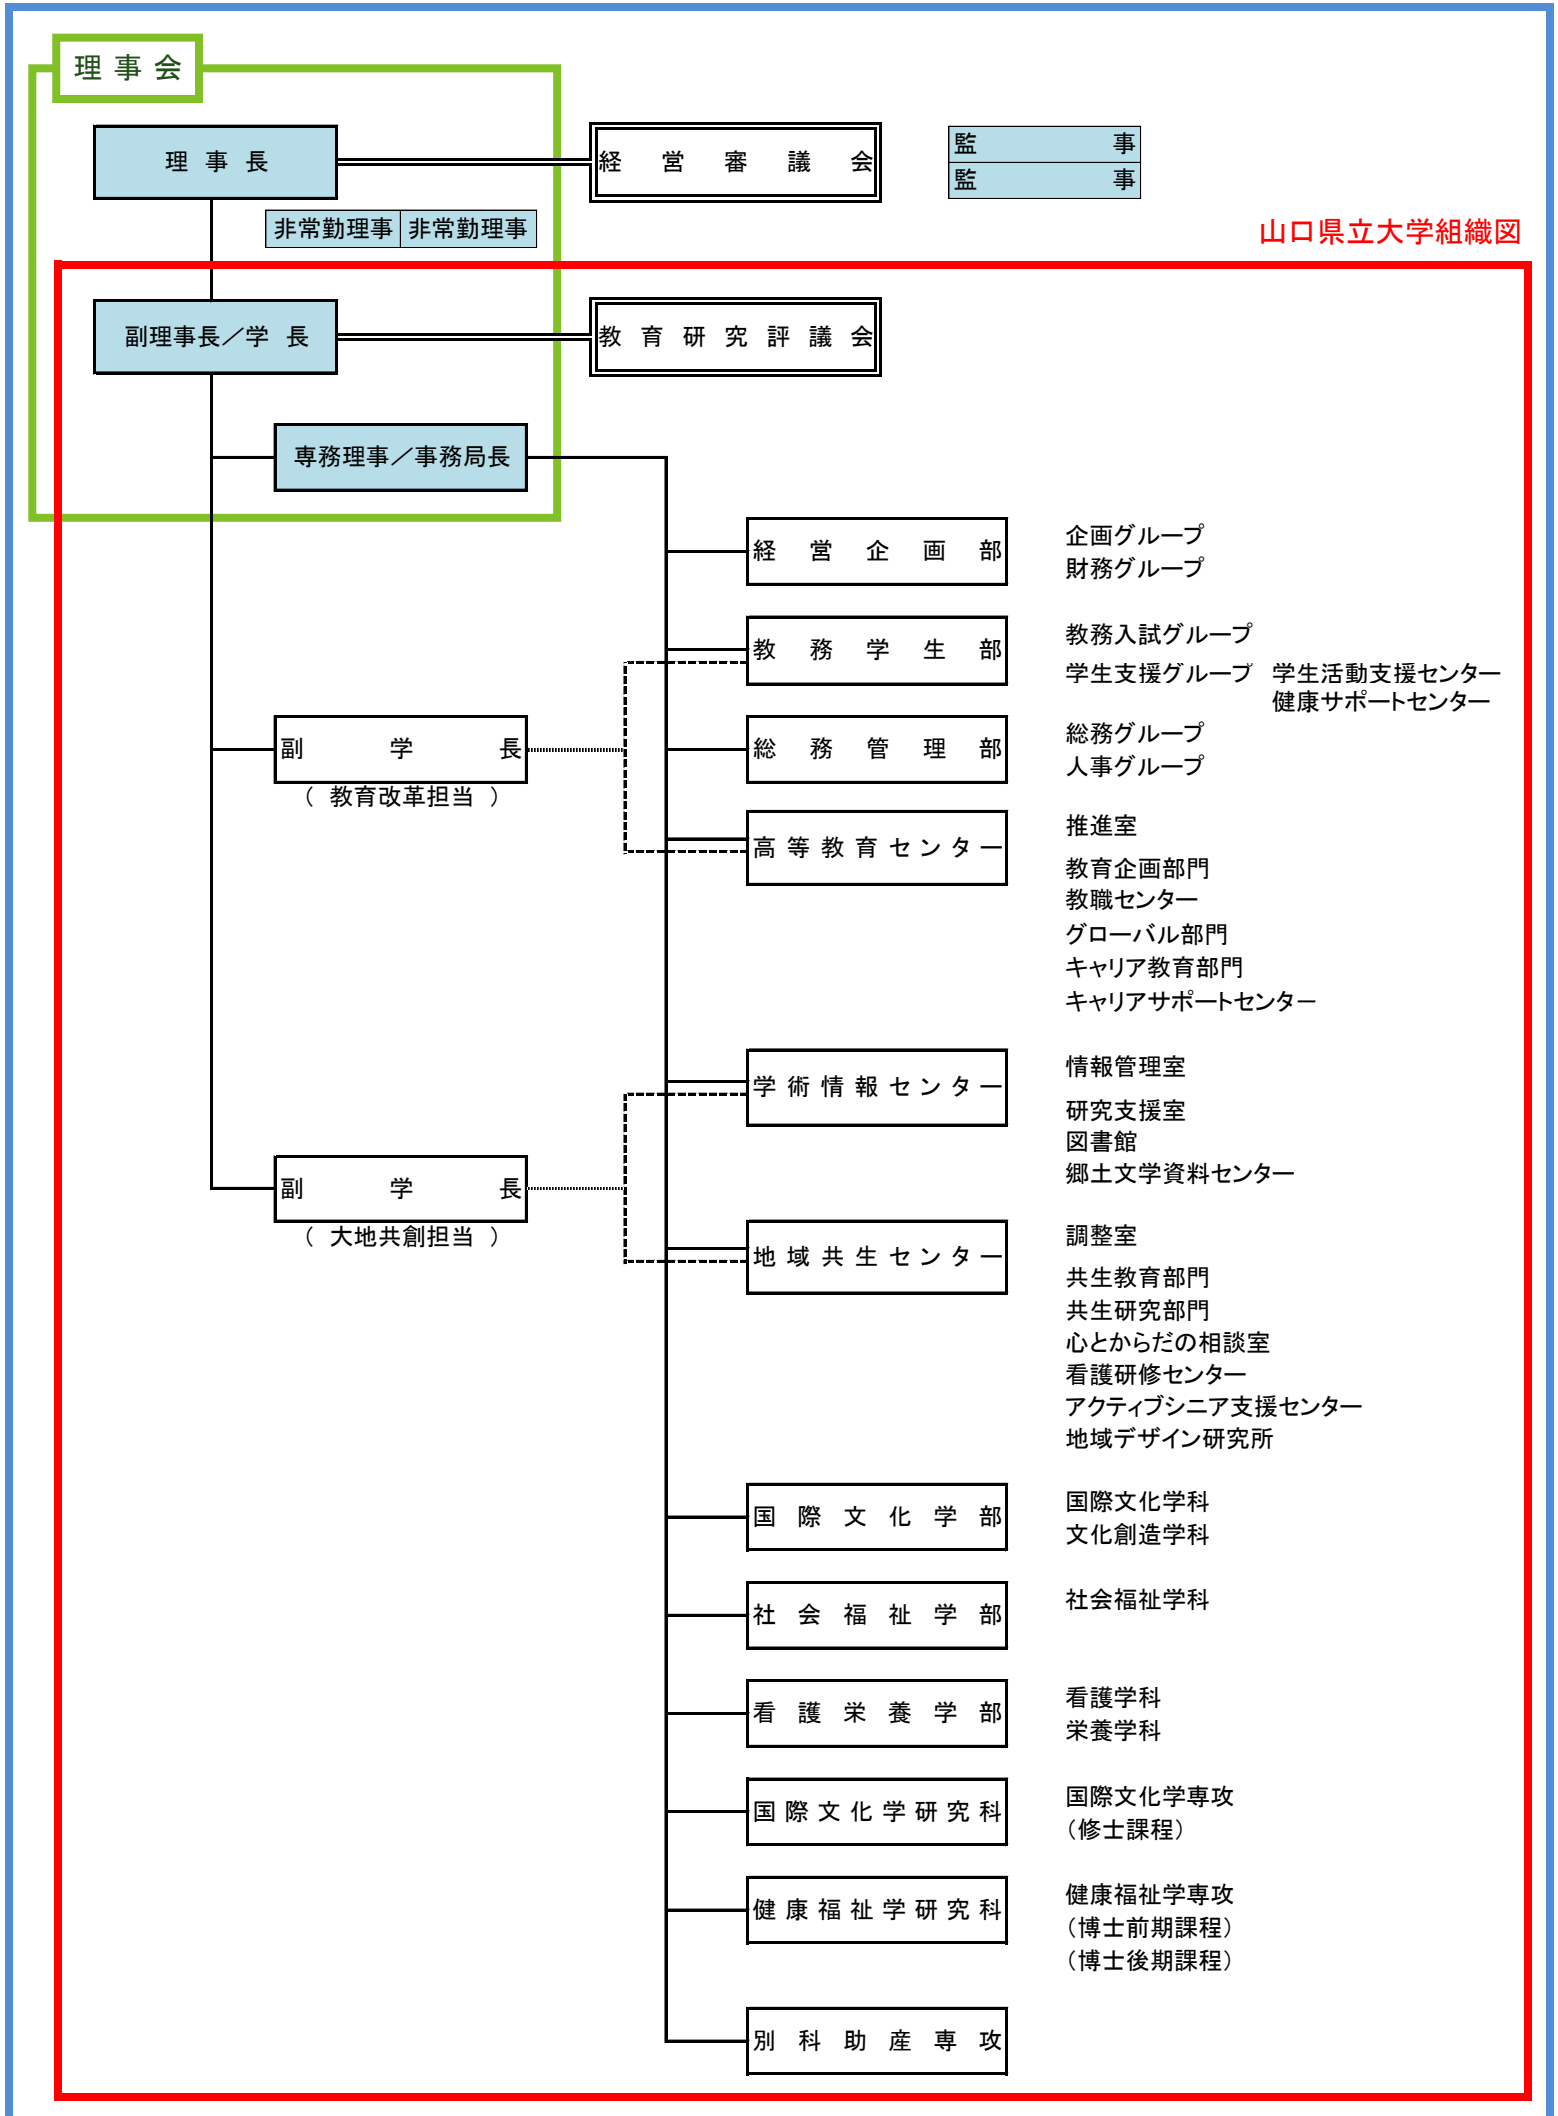 理事会
理事長
経営審議会
監事
監事
非常勤理事 非常勤理事
山口県立大学組織図
副理事長／学 長
教育研究評議会
専務理事／事務局長
経営企画部
企画グループ
財務グループ
教務学生部
教務入試グループ
学生支援グループ 学生活動支援センター
健康サポートセンター
副学長
（ 教育改革担当 ）
総務管理部
総務グループ
人事グループ
高等教育センター
推進室
教育企画部門
教職センター
グローバル部門
キャリア教育部門
キャリアサポートセンター
学術情報センター
情報管理室
研究支援室
図書館
郷土文学資料センター
副学長
（ 大地共創担当 ）
地域共生センター
調整室
共生教育部門
共生研究部門
心とからだの相談室
看護研修センター
アクティブシニア支援センター
地域デザイン研究所
国際文化学部
国際文化学科
文化創造学科
社会福祉学部
社会福祉学科
看護栄養学部
看護学科
栄養学科
国際文化学研究科
国際文化学専攻
（修士課程）
健康福祉学研究科
健康福祉学専攻
（博士前期課程）
（博士後期課程）
別科助産専攻